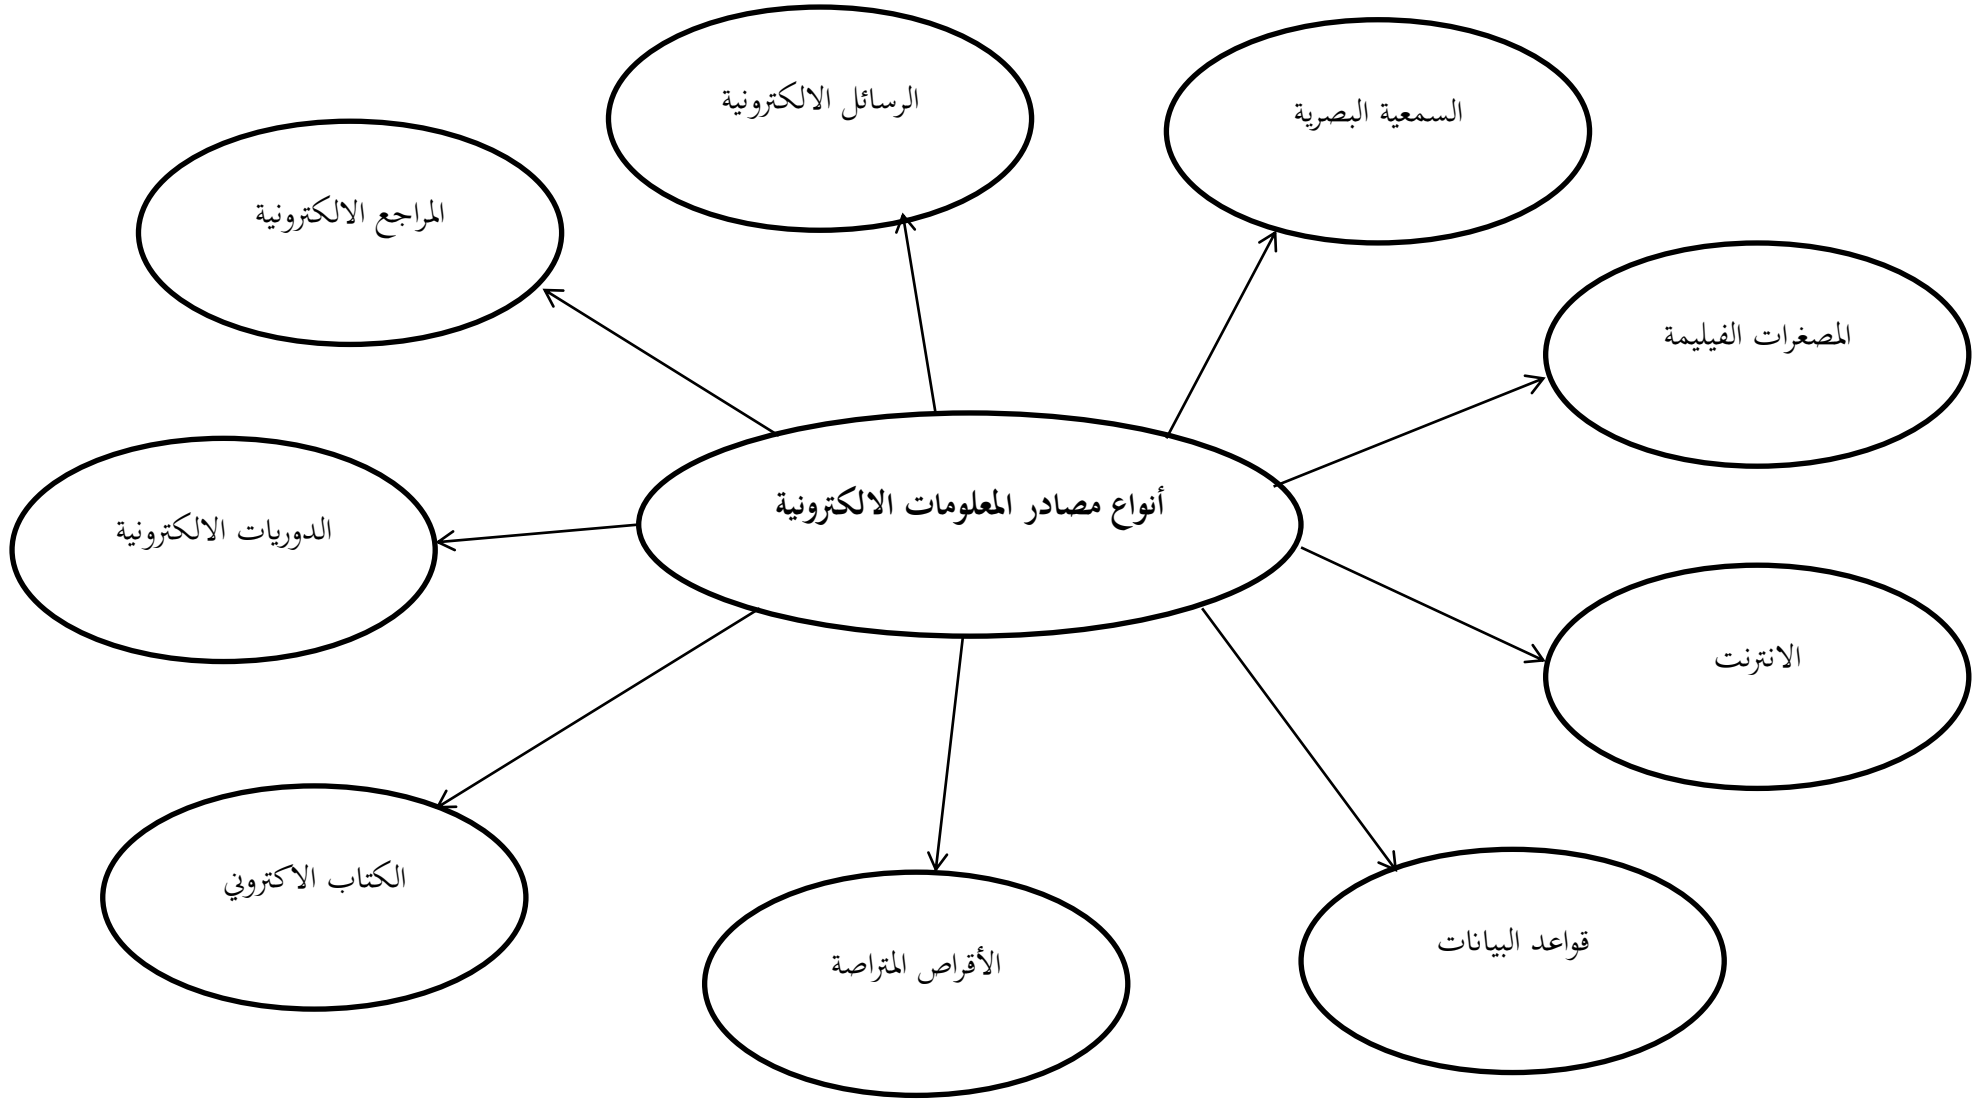 الرسائل الالكترونية
السمعية البصرية
المراجع الالكترونية
المصغرات الفيليمة
أنواع مصادر المعلومات الالكترونية
الدوريات الالكترونية
الانترنت
الكتاب الاكتروني
قواعد البيانات
الأقراص المتراصة